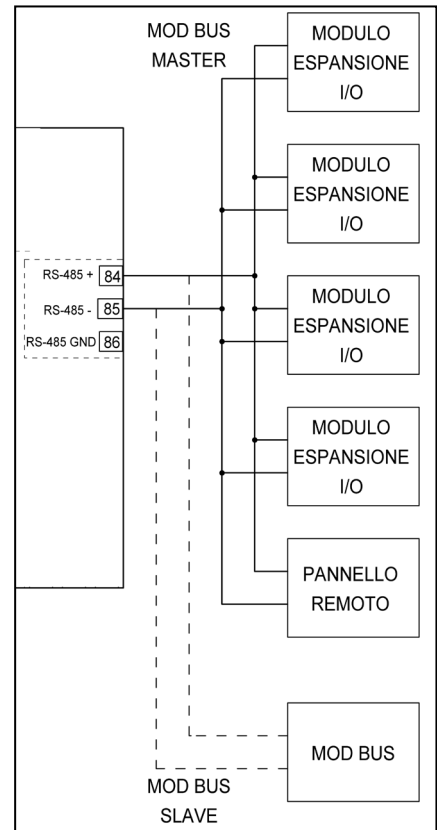 MOD BUS
MASTER
MODULO
ESPANSIONE
I/O
MODULO
ESPANSIONE
I/O
RS-485 + 84
RS-485 - 85
RS-485 GND 86
MODULO
ESPANSIONE
I/O
MODULO
ESPANSIONE
I/O
PANNELLO
REMOTO
MOD BUS
MOD BUS
SLAVE